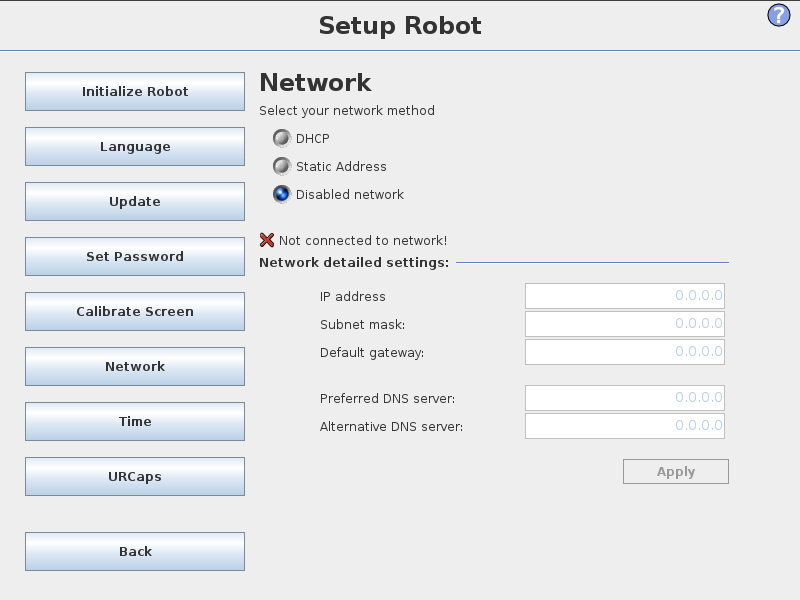 Setup Robot
?
Initialize Robot
Language
Update
Set Password
Calibrate Screen
Network
Time
URCaps
Back
Network
Select your network method
DHCP
Static Address
Disabled network
Not connected to network!
Network detailed settings:
IP address 0.0.0.0
Subnet mask: 0.0.0.0
Default gateway: 0.0.0.0
Preferred DNS server: 0.0.0.0
Alternative DNS server: 0.0.0.0
Apply